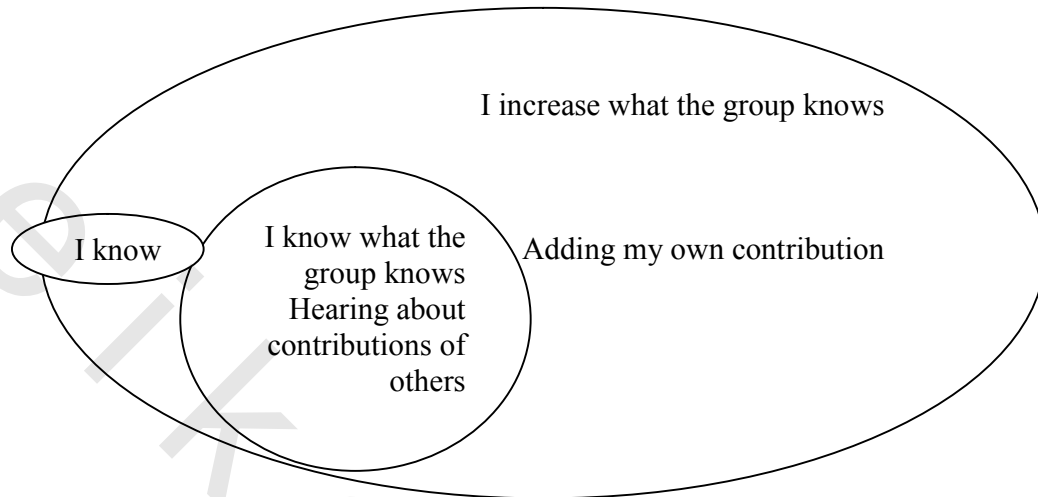 I increase what the group knows
I know
I know what the
group knows
Hearing about
contributions of
others
Adding my own contribution
e i k